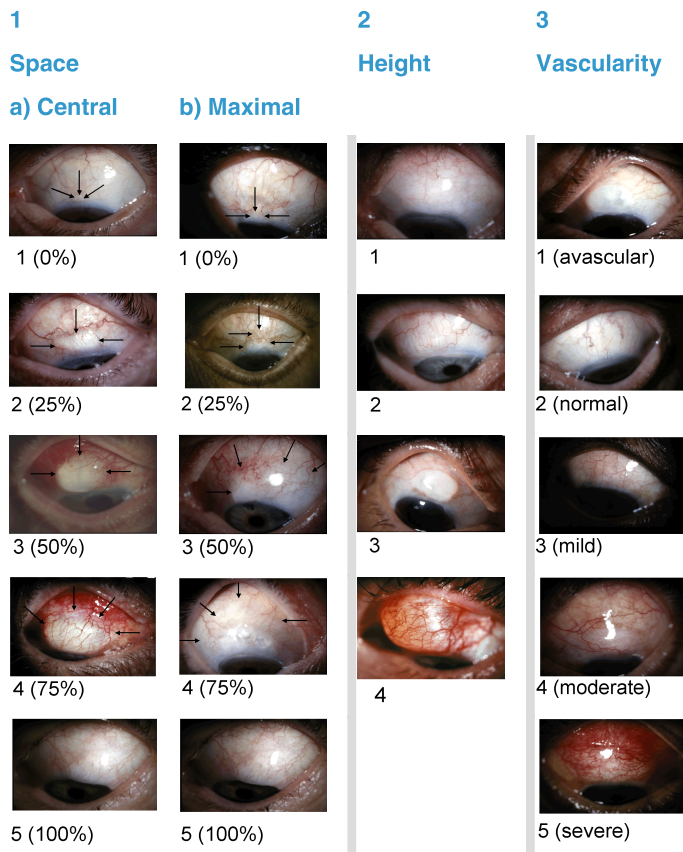 1
Space
a) Central
b) Maximal
1 (0%)
1 (0%)
2 (25%)
2 (25%)
3 (50%)
3 (50%)
4 (75%)
4 (75%)
5 (100%)
5 (100%)
2
Height
1
2
3
4
3
Vascularity
1 (avascular)
2 (normal)
3 (mild)
4 (moderate)
5 (severe)